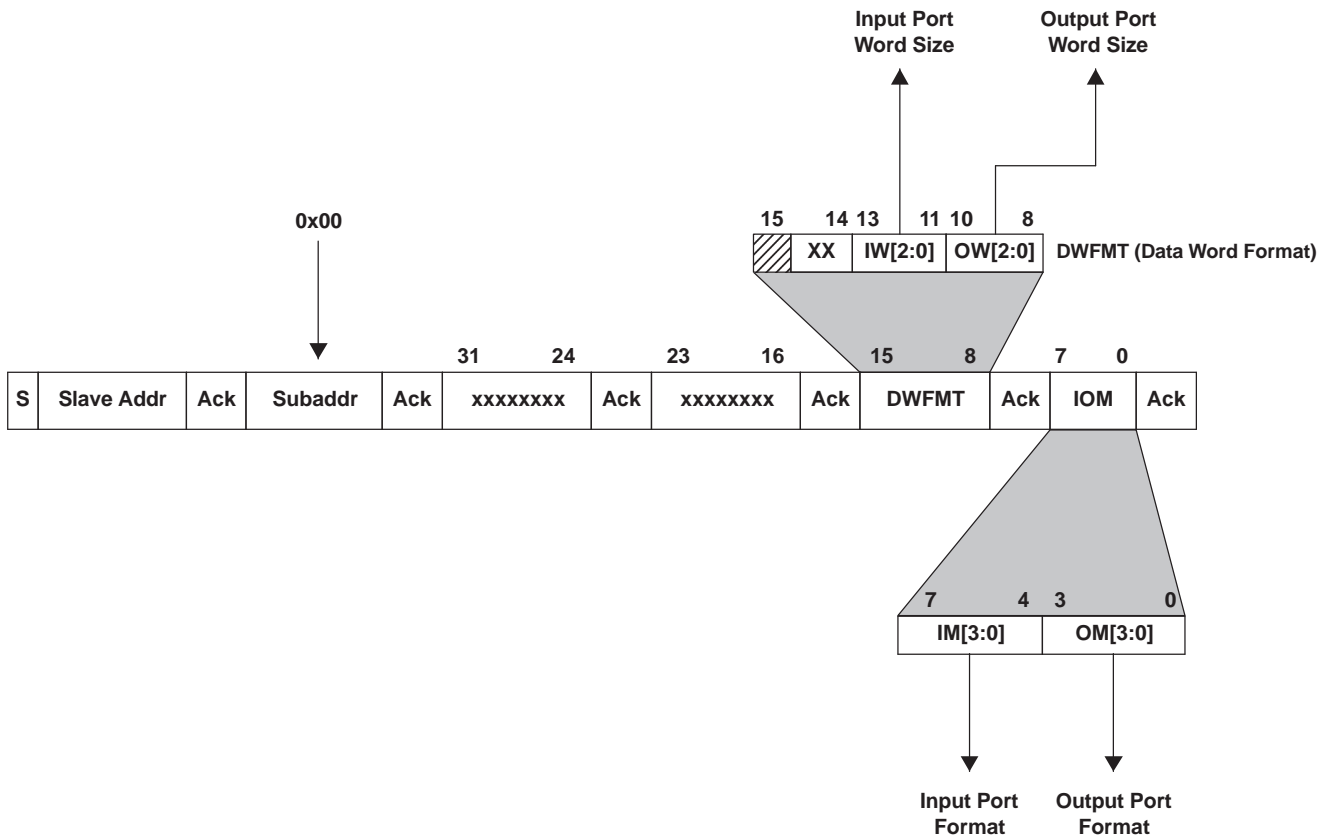 Input Port
Word Size
Output Port
Word Size
0x00
15 14 13 11 10 8
XX IW[2:0] OW[2:0] DWFMT (Data Word Format)
31 24 23 16 15 8 7 0
S Slave Addr Ack Subaddr Ack xxxxxxxx Ack xxxxxxxx Ack DWFMT Ack IOM Ack
7 4 3 0
IM[3:0] OM[3:0]
Input Port
Format
Output Port
Format